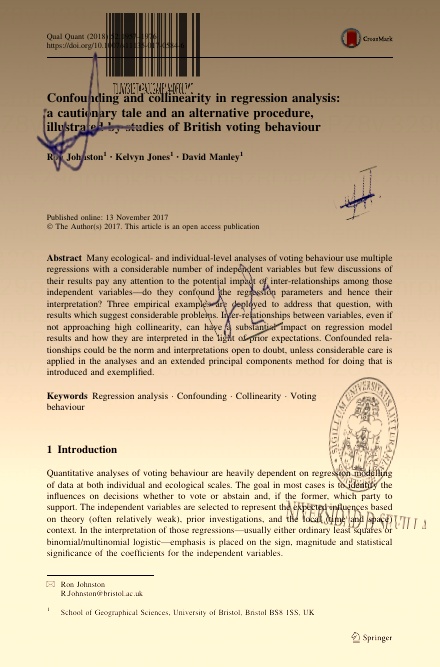 Qual Quant (2018)
https://doi.org/10.
CrossMark
Confounding and collinearity in regression analysis:
a cautionary tale and an alternative procedure,
illustrated by studies of British voting behaviour
Ron Johnston1 · Kelvyn Jones1 · David Manley1
Published online: 13 November 2017
© The Author(s) 2017. This article is an open access publication
Abstract Many ecological- and individual-level analyses of voting behaviour use multiple
regressions with a considerable number of independent variables but few discussions of
their results pay any attention to the potential impact of inter-relationships among those
independent variables—do they confound the regression parameters and hence their
interpretation? Three empirical examples are deployed to address that question, with
results which suggest considerable problems. Inter-relationships between variables, even if
not approaching high collinearity, can have a substantial impact on regression model
results and how they are interpreted in the light of prior expectations. Confounded rela-
tionships could be the norm and interpretations open to doubt, unless considerable care is
applied in the analyses and an extended principal components method for doing that is
introduced and exemplified.
Keywords Regression analysis · Confounding · Collinearity · Voting
behaviour
1 Introduction
Quantitative analyses of voting behaviour are heavily dependent on regression modelling
of data at both individual and ecological scales. The goal in most cases is to identify the
influences on decisions whether to vote or abstain and, if the former, which party to
support. The independent variables are selected to represent the expected influences based
on theory (often relatively weak), prior investigations, and the local (time and space)
context. In the interpretation of those regressions—usually either ordinary least squares or
binomial/multinomial logistic—emphasis is placed on the sign, magnitude and statistical
significance of the coefficients for the independent variables.
Ron Johnston
R.Johnston@bristol.ac.uk
1 School of Geographical Sciences, University of Bristol, Bristol BS8 1SS, UK
Springer